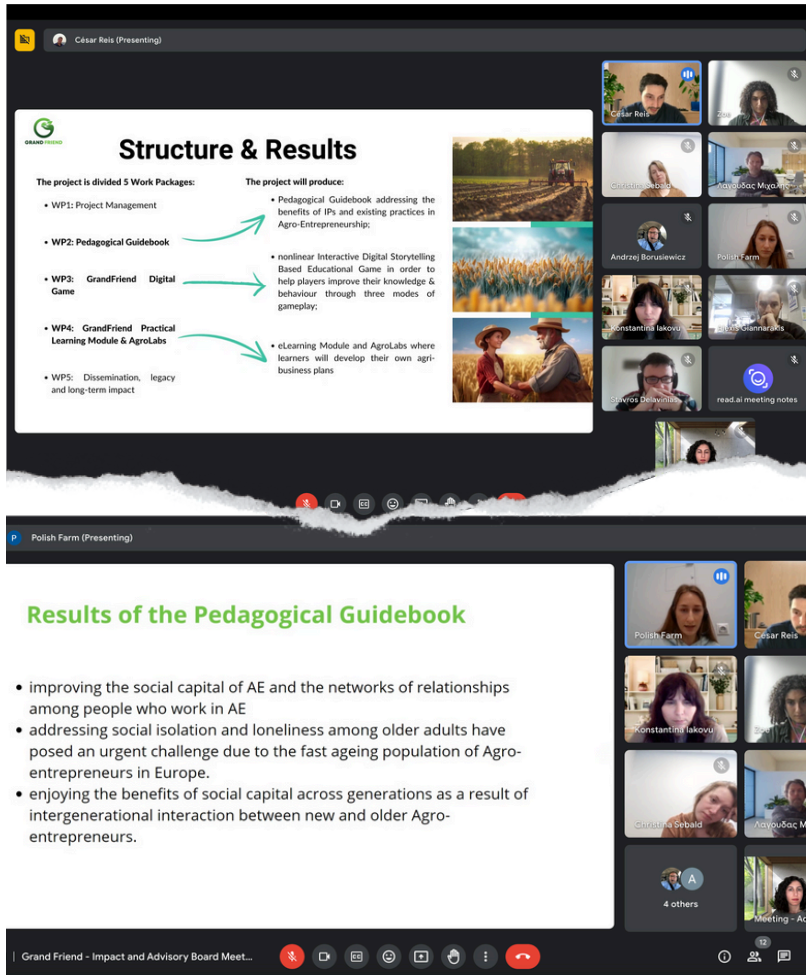 César Reis (Presenting)
GRAND FRIEND
Structure & Results
The project is divided 5 Work Packages:
• WP1: Project Management
• WP2: Pedagogical Guidebook
• WP3: GrandFriend Digital
Game
• WP4: GrandFriend Practical
Learning Module & AgroLabs
• WP5: Dissemination, legacy
and long-term impact
The project will produce:
• Pedagogical Guidebook addressing the
benefits of IPs and existing practices in
Agro-Entrepreneurship;
• nonlinear Interactive Digital Storytelling
Based Educational Game in order to
help players improve their knowledge &
behaviour through three modes of
gameplay;
• eLearning Module and AgroLabs where
learners will develop their own agri-
business plans
César Reis
Zoe
Christina Sebald
Λαγουδας Μιχαλης
Andrzej Borusiewicz
Polish Farm
Konstantina Iakovu
Alexis Giannarakis
Stavros Delavinias
read.ai meeting notes
P
Polish Farm (Presenting)
Results of the Pedagogical Guidebook
• improving the social capital of AE and the networks of relationships
among people who work in AE
• addressing social isolation and loneliness among older adults have
posed an urgent challenge due to the fast ageing population of Agro-
entrepreneurs in Europe.
• enjoying the benefits of social capital across generations as a result of
intergenerational interaction between new and older Agro-
entrepreneurs.
Polish Farm
César Reis
Konstantina Iakovu
Zoe
Christina Sebald
Λαγουδας Μ
A
4 others
Meeting - Ac
| Grand Friend - Impact and Advisory Board Meet...
12